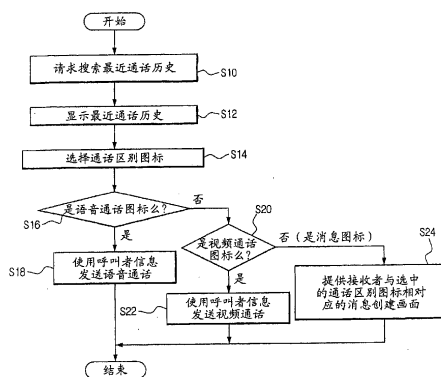 开始
请求搜索最近通话历史
S10
显示最近通话历史
S12
选择通话区别图标
S14
是语音通话图标么?
S16
否
是
S20
是视频通话
图标么?
否(是消息图标)
是
S18
使用呼叫者信息
发送语音通话
S22
使用呼叫者信息
发送视频通话
S24
提供接收者与选中
的通话区别图标相对
应的消息创建画面
结束